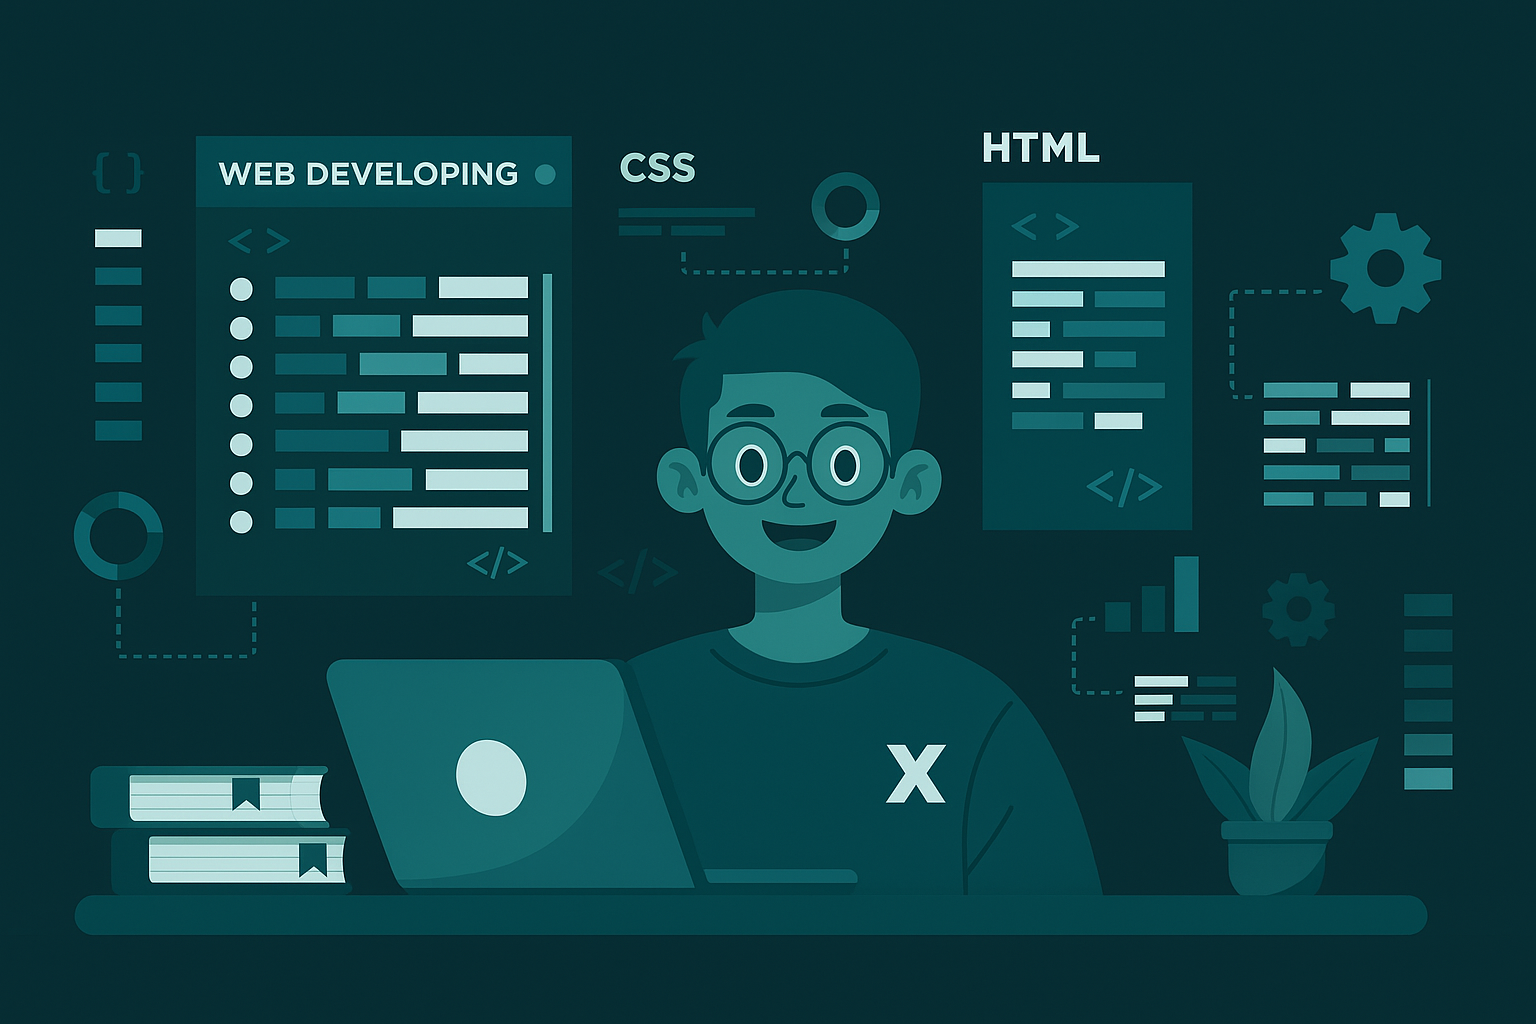 { }
WEB DEVELOPING
< >
</>
CSS
</>
HTML
< >
</>
X